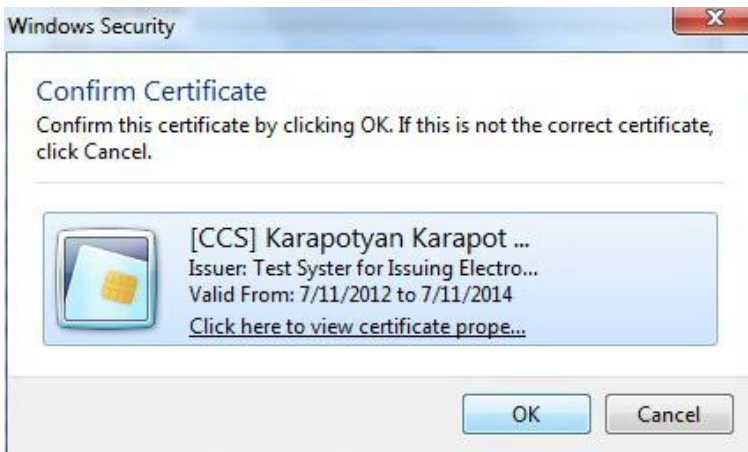 Windows Security
Confirm Certificate
Confirm this certificate by clicking OK. If this is not the correct certificate,
click Cancel.
[CCS] Karapotyan Karapot ...
Issuer: Test Syster for Issuing Electro...
Valid From: 7/11/2012 to 7/11/2014
Click here to view certificate prope...
OK
Cancel